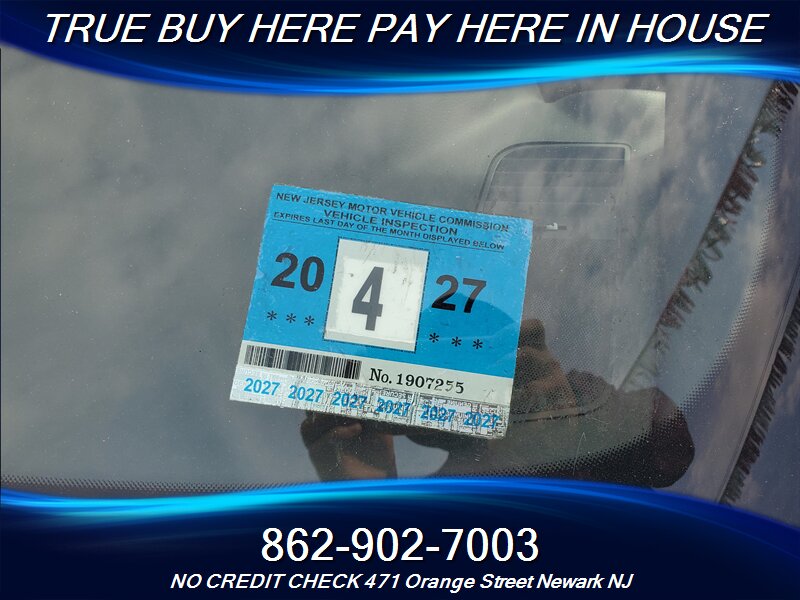 TRUE BUY HERE PAY HERE IN HOUSE
NEW JERSEY MOTOR VEHICLE COMMISSION
VEHICLE INSPECTION
EXPIRES LAST DAY OF THE MONTH DISPLAYED BELOW
20 4 27
*** ***
No. 1907255
2027 2027 2027 2027 2027 2027
862-902-7003
NO CREDIT CHECK 471 Orange Street Newark NJ